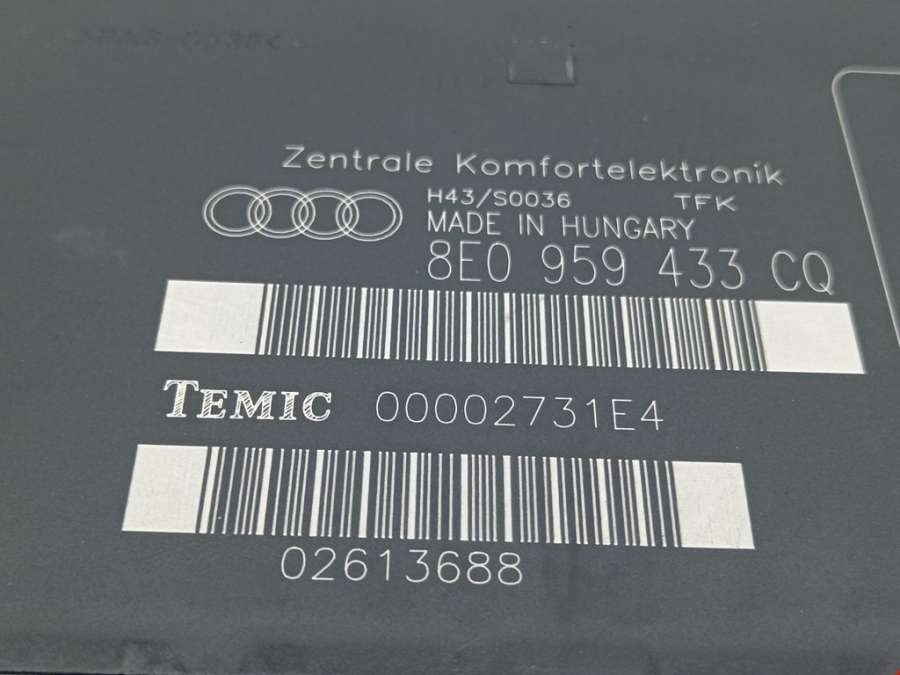 Zentrale Komfortelektronik
H43/S0036 TFK
MADE IN HUNGARY
8E0 959 433 CQ
TEMIC 00002731E4
02613688